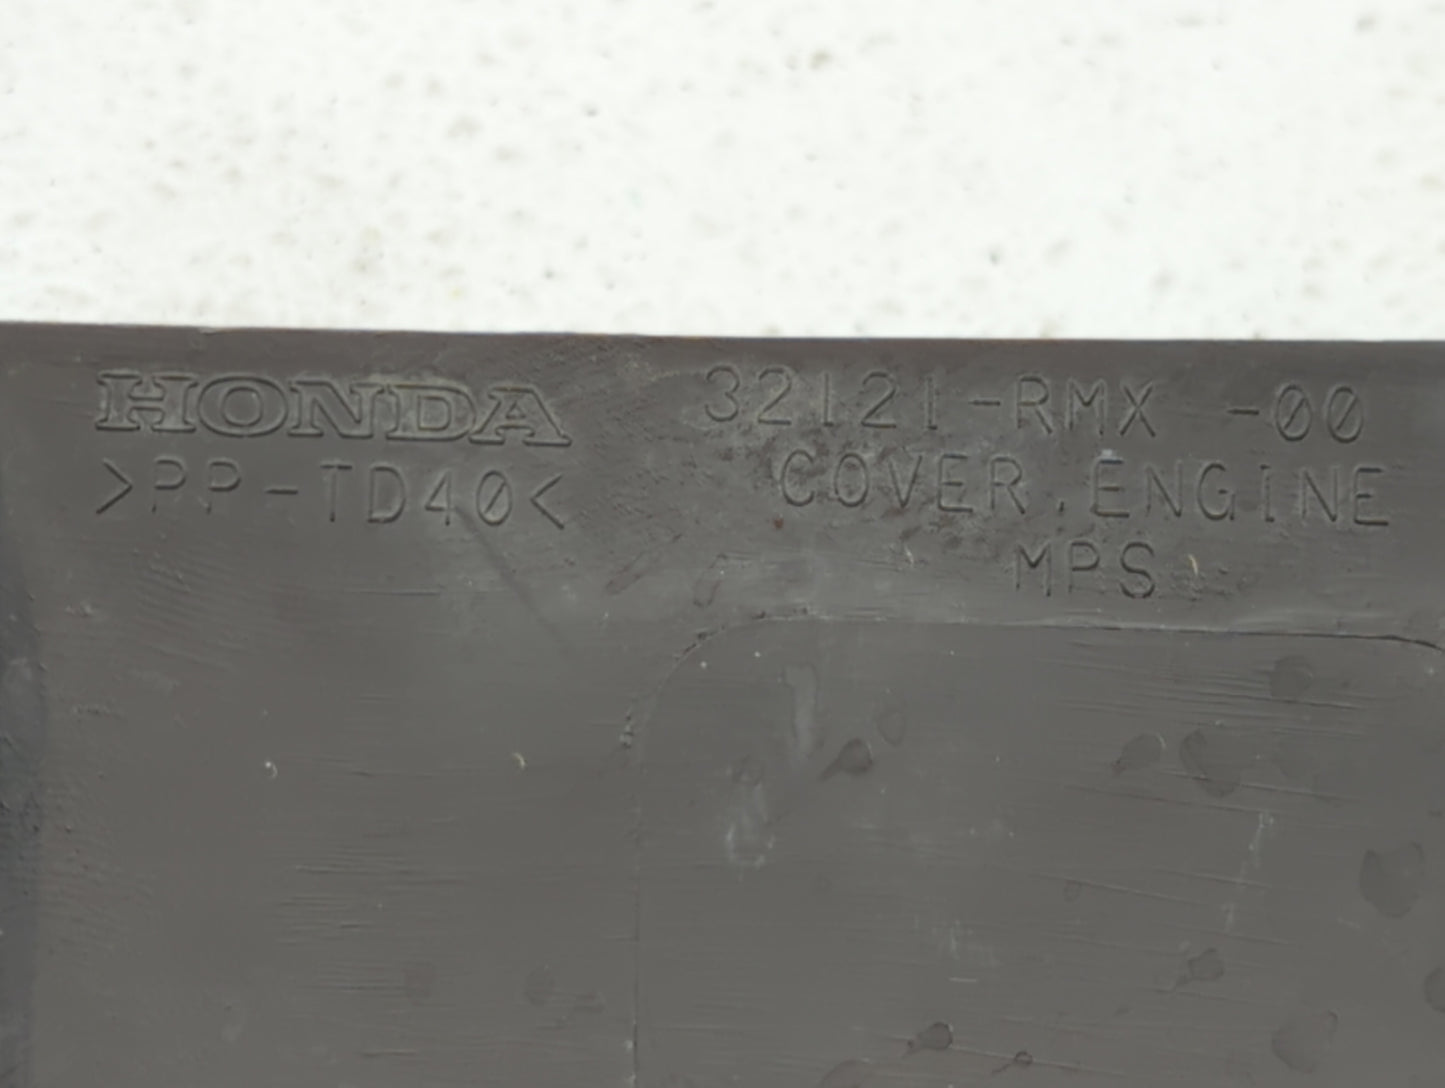 HONDA
>PP-TD40<
32121-RMX -00
COVER,ENGINE
MPS